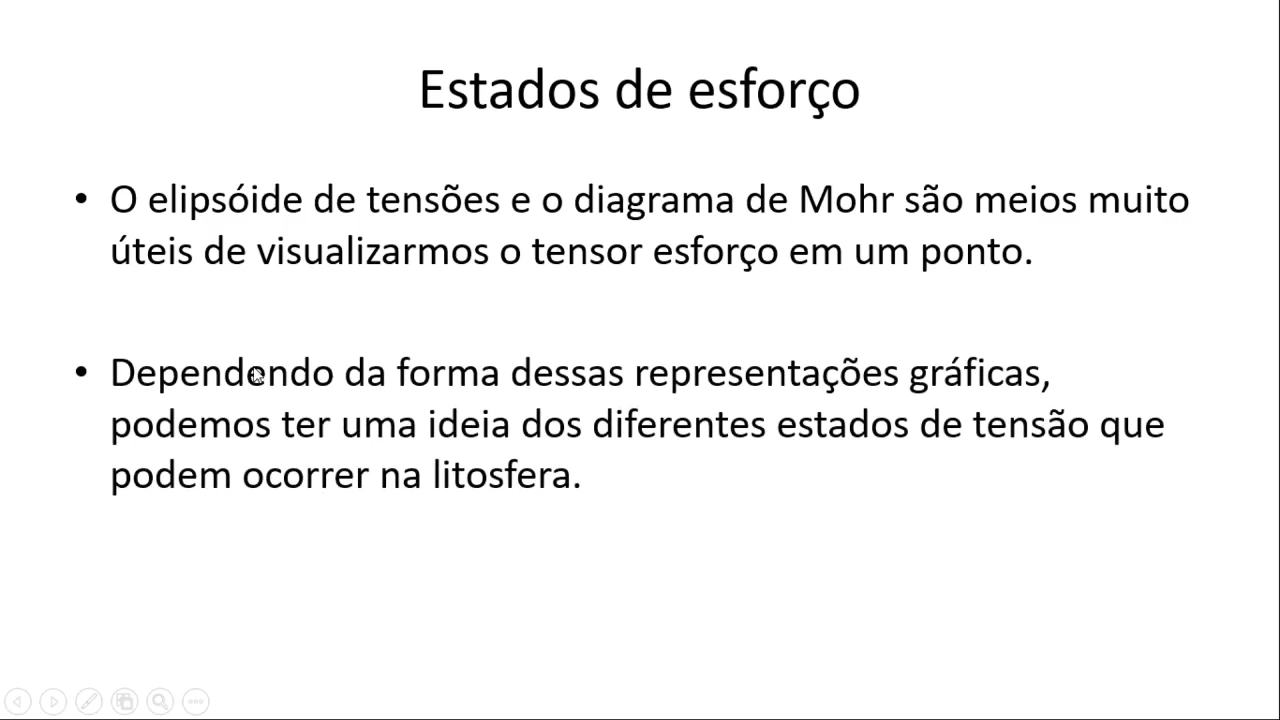 Estados de esforço
• O elipsóide de tensões e o diagrama de Mohr são meios muito
úteis de visualizarmos o tensor esforço em um ponto.
• Dependendo da forma dessas representações gráficas,
podemos ter uma ideia dos diferentes estados de tensão que
podem ocorrer na litosfera.